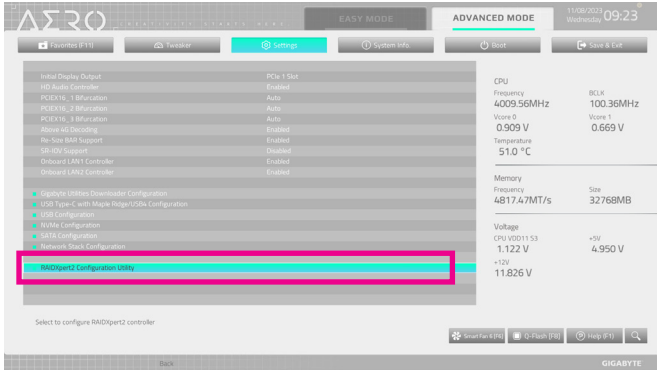 AERO
EASY MODE
ADVANCED MODE
11/08/2023
Wednesday 09:23
Favorites (F11)
Tweaker
Settings
System Info.
Boot
Save & Exit
Initial Display Output PCIe 1 Slot
HD Audio Controller Enabled
PCIEX16_1 Bifurcation Auto
PCIEX16_2 Bifurcation Auto
PCIEX16_3 Bifurcation Auto
Above 4G Decoding Enabled
Re-Size BAR Support Enabled
SR-IOV Support Disabled
Onboard LAN1 Controller Enabled
Onboard LAN2 Controller Enabled
Gigabyte Utilities Downloader Configuration
USB Type-C with Maple Ridge/USB4 Configuration
USB Configuration
NVMe Configuration
SATA Configuration
Network Stack Configuration
RAIDXpert2 Configuration Utility
CPU
Frequency BCLK
4009.56MHz 100.36MHz
Vcore 0 Vcore 1
0.909 V 0.669 V
Temperature
51.0 °C
Memory
Frequency Size
4817.47MT/s 32768MB
Voltage
CPU VDD11 S3 +5V
1.122 V 4.950 V
+12V
11.826 V
Select to configure RAIDXpert2 controller
Smart Fan 6 [F6]
Q-Flash [F8]
Help (F1)
Back
GIGABYTE